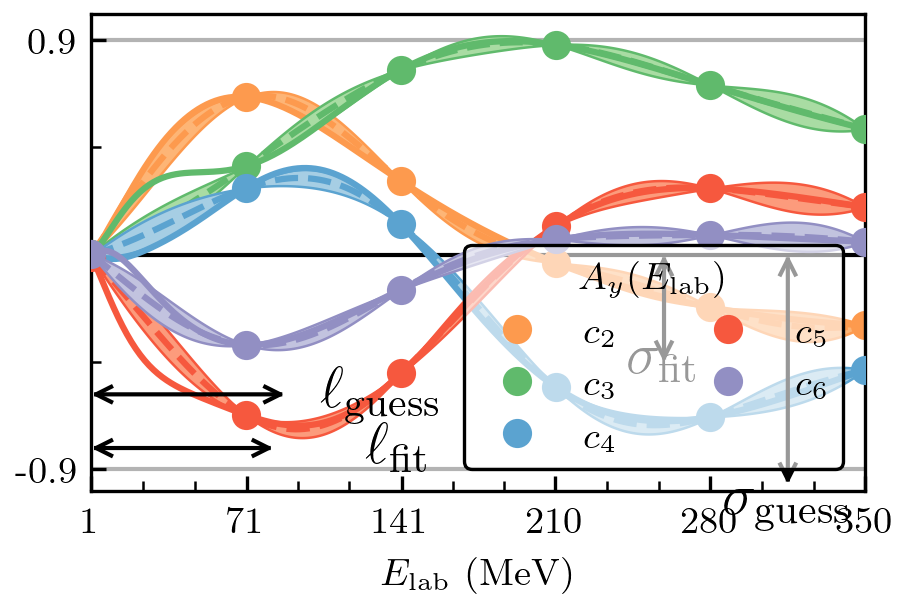 0.9
A_y(E_lab)
c_2
c_5
σ_fit
c_3
c_6
ℓ_guess
c_4
ℓ_fit
-0.9
σ_guess
1 71 141 210 280 350
E_lab (MeV)